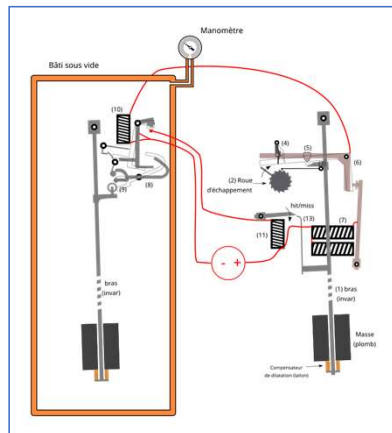 Manomètre
Bâti sous vide
(10)
(4)
(5)
(6)
(2) Roue
d'échappement
(9)
(8)
hit/miss
(13)
(7)
(11)
- +
bras
(invar)
(1) bras
(invar)
Masse
(plomb)
Compensateur
de dilatation (laiton)